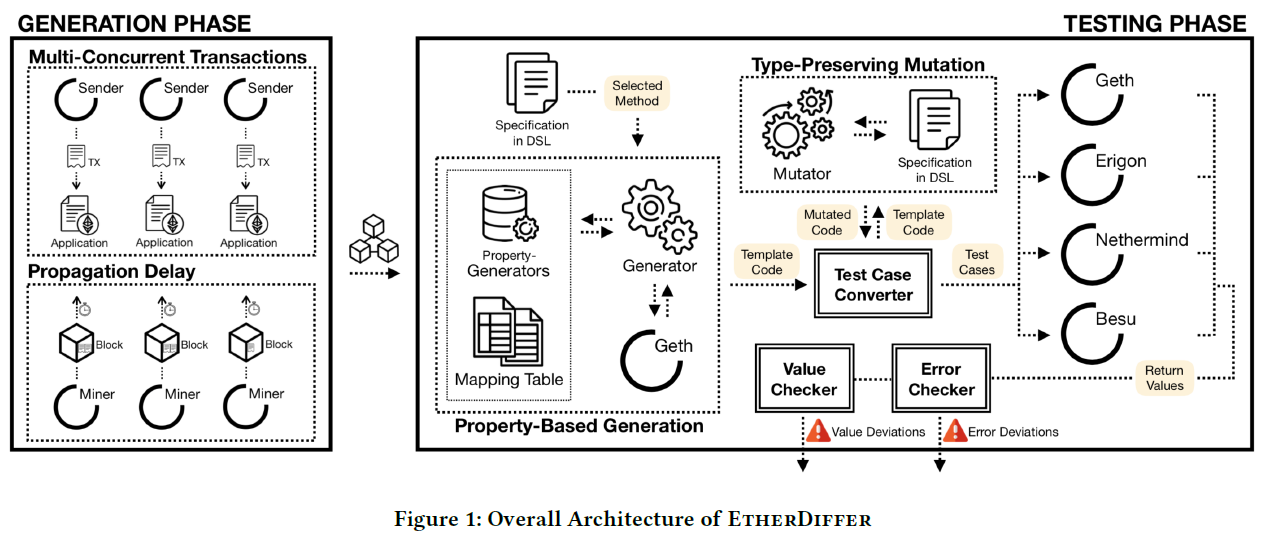 GENERATION PHASE
Multi-Concurrent Transactions
Sender
Sender
Sender
TX
TX
TX
Application
Application
Application
Propagation Delay
Block
Block
Block
Miner
Miner
Miner
TESTING PHASE
Specification
in DSL
Selected
Method
Property-
Generators
Mapping Table
Generator
Geth
Property-Based Generation
Template
Code
Type-Preserving Mutation
Mutator
Specification
in DSL
Mutated
Code
Template
Code
Test Case
Converter
Test
Cases
Geth
Erigon
Nethermind
Besu
Value
Checker
Error
Checker
Return
Values
Value Deviations
Error Deviations
Figure 1: Overall Architecture of EtherDiffer